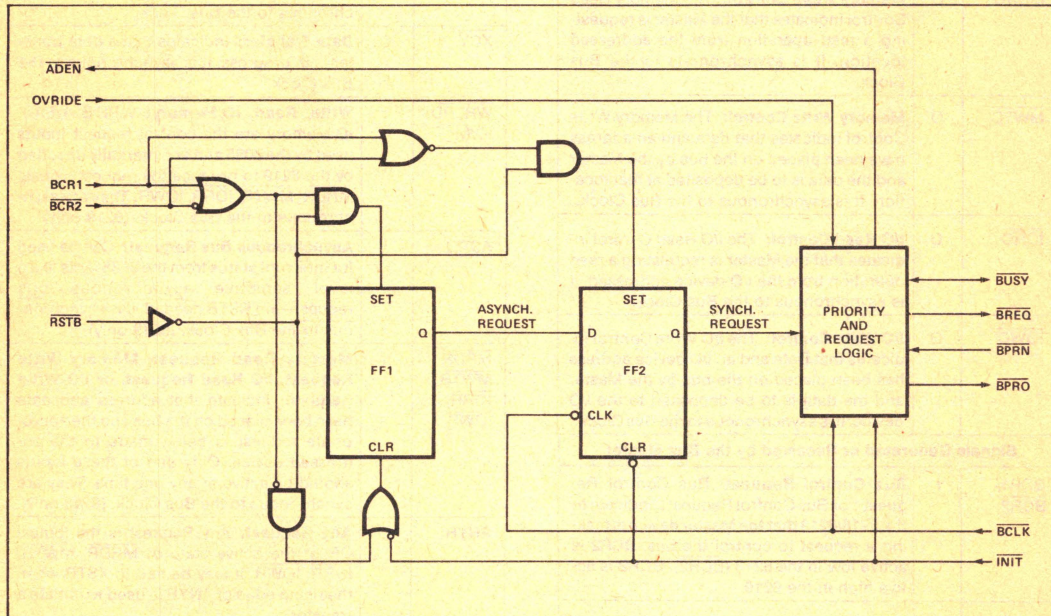 ADEN
OVRIDE
BCR1
BCR2
RSTB
SET
Q
FF1
CLR
ASYNCH.
REQUEST
SET
D
Q
FF2
CLK
CLR
SYNCH.
REQUEST
PRIORITY
AND
REQUEST
LOGIC
BUSY
BREQ
BPRN
BPRO
BCLK
INIT